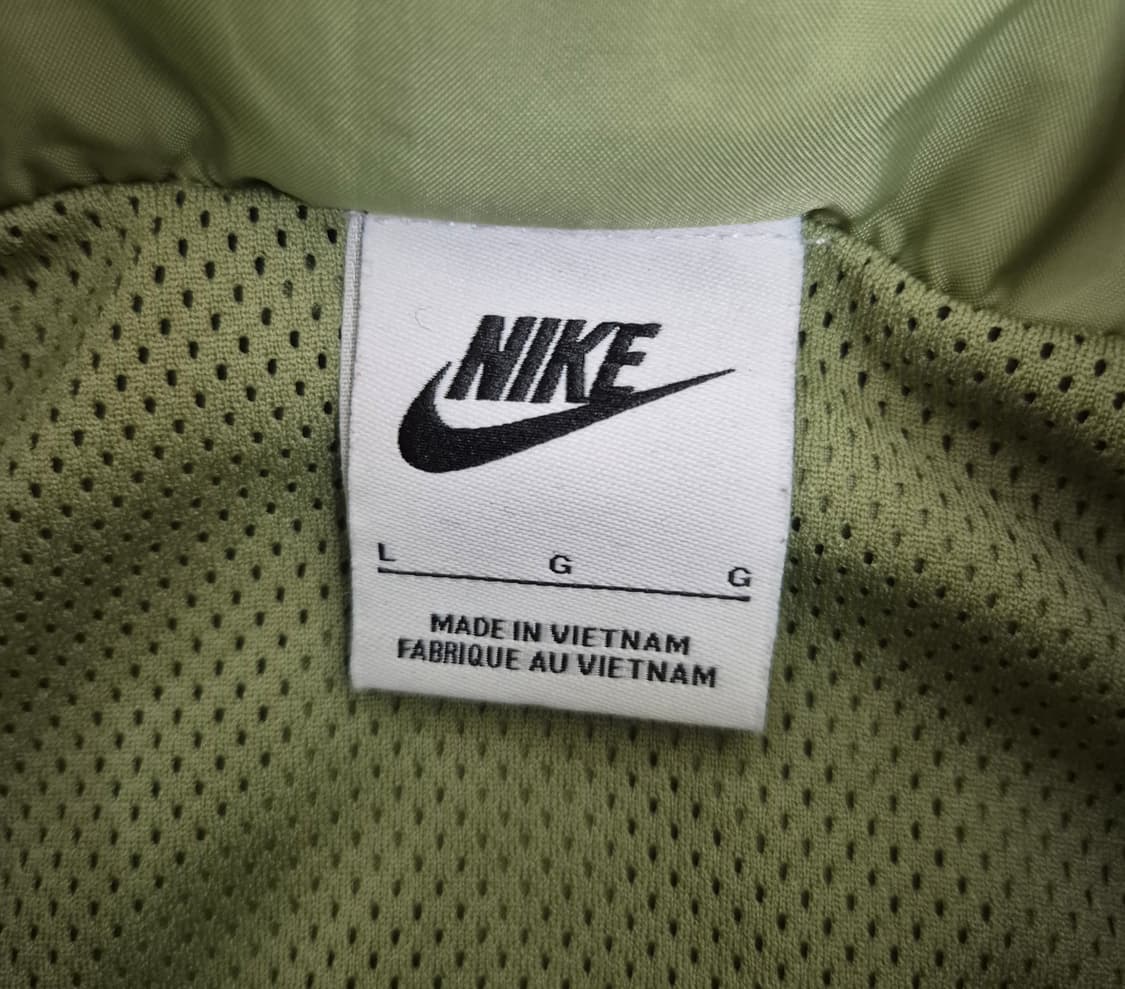 NIKE
L G G
MADE IN VIETNAM
FABRIQUE AU VIETNAM